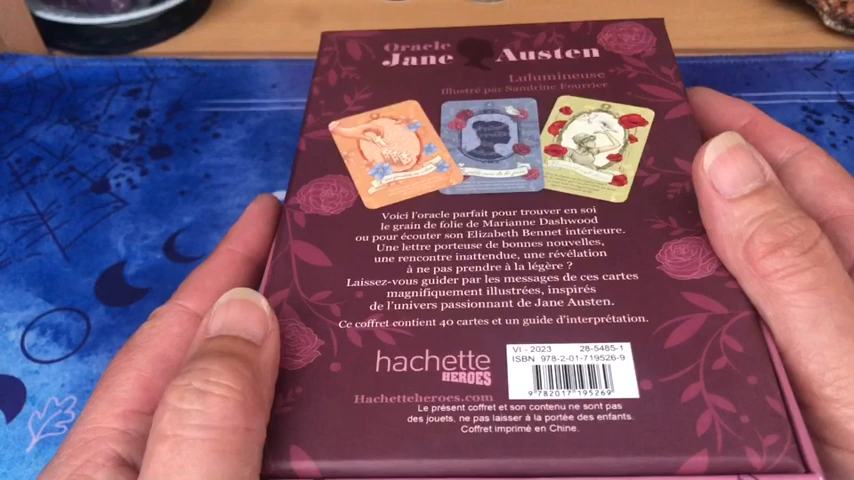 Oracle
Jane Austen
Lulumineuse
Illustré par Sandrine Fourrier
Voici l'oracle parfait pour trouver en soi
le grain de folie de Marianne Dashwood
ou pour écouter son Elizabeth Bennet intérieure.
Une lettre porteuse de bonnes nouvelles,
une rencontre inattendue, une révélation
à ne pas prendre à la légère ?
Laissez-vous guider par les messages de ces cartes
magnifiquement illustrées, inspirés
de l'univers passionnant de Jane Austen.
Ce coffret contient 40 cartes et un guide d'interprétation.
hachette
HEROES
Hachetteheroes.com
VI - 2023 28-5485-1
ISBN 978-2-01-719526-9
9782017195269
Le présent coffret et son contenu ne sont pas
des jouets, ne pas laisser à la portée des enfants.
Coffret imprimé en Chine.